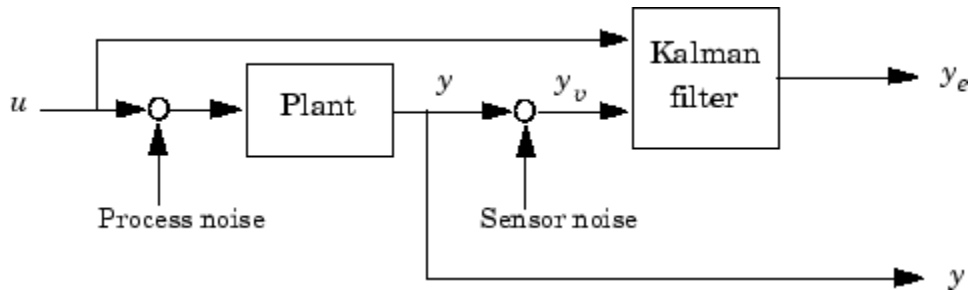 Kalman
filter
y_e
y
y_v
u
Plant
Process noise
Sensor noise
y